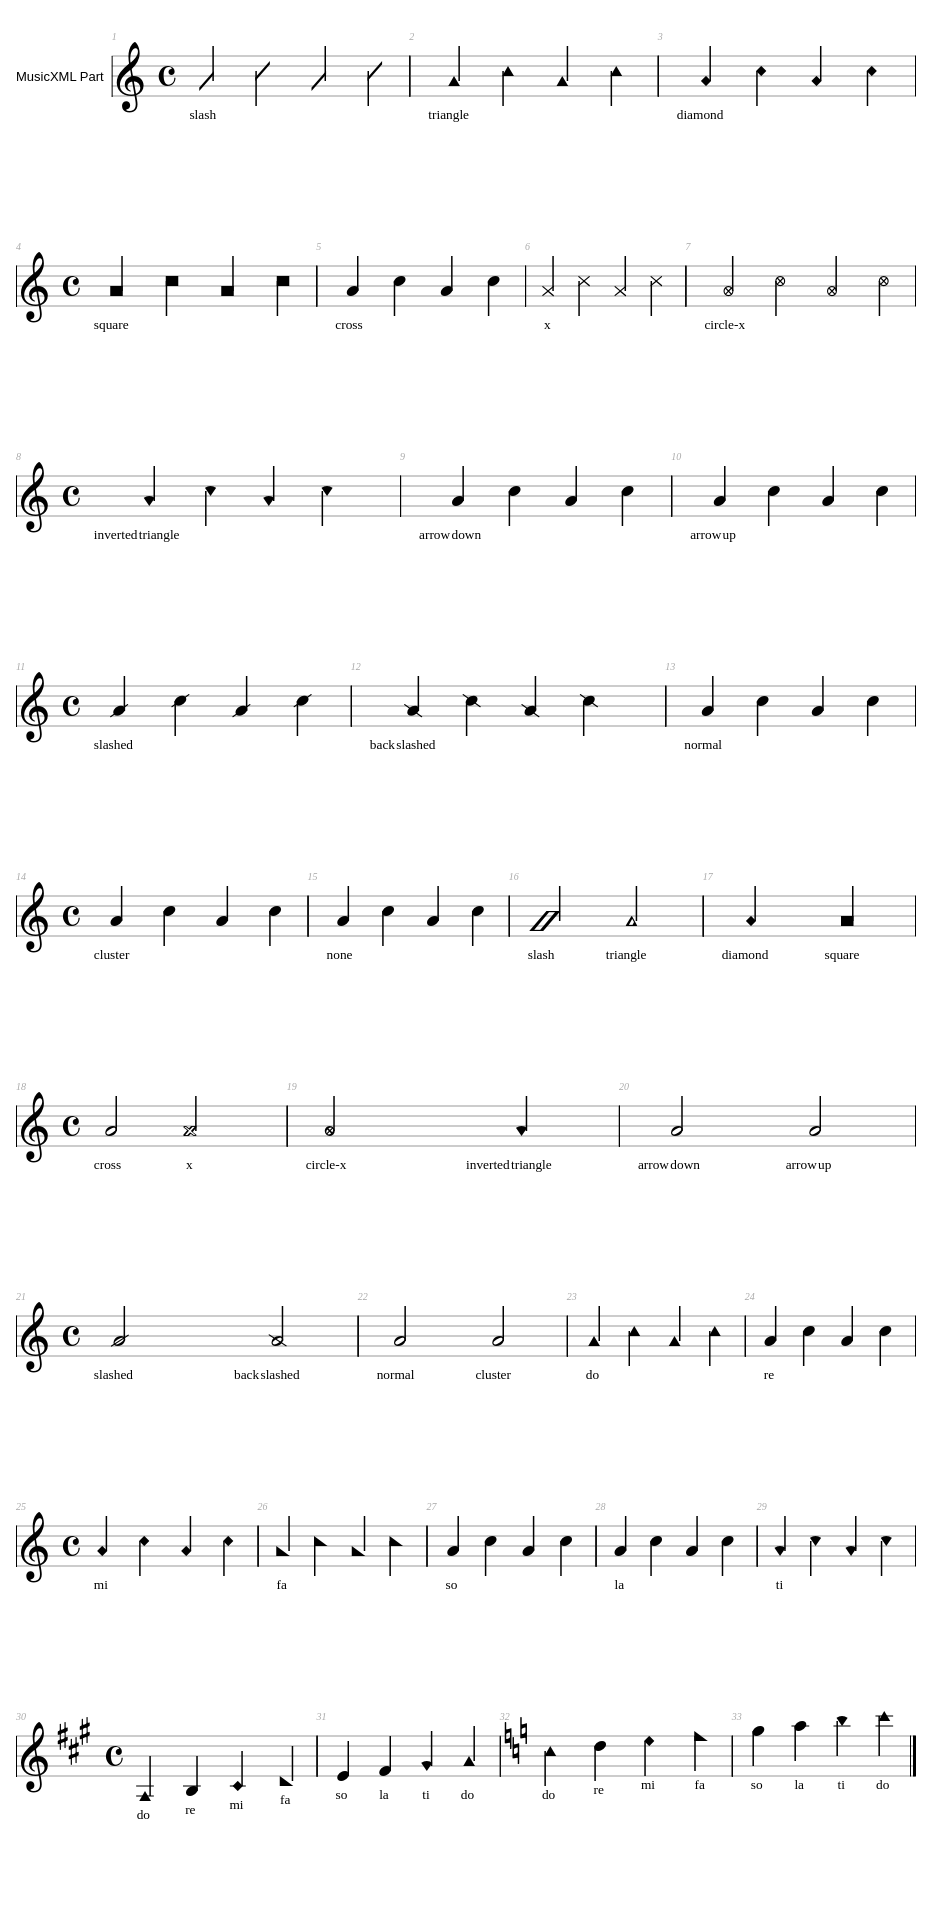 1 2 3
MusicXML Part
slash triangle diamond
4 5 6 7
square cross x circle-x
8 9 10
inverted triangle arrow down arrow up
11 12 13
slashed back slashed normal
14 15 16 17
cluster none slash triangle diamond square
18 19 20
cross x circle-x inverted triangle arrow down arrow up
21 22 23 24
slashed back slashed normal cluster do re
25 26 27 28 29
mi fa so la ti
30 31 32 33
do re mi fa so la ti do do re mi fa so la ti do